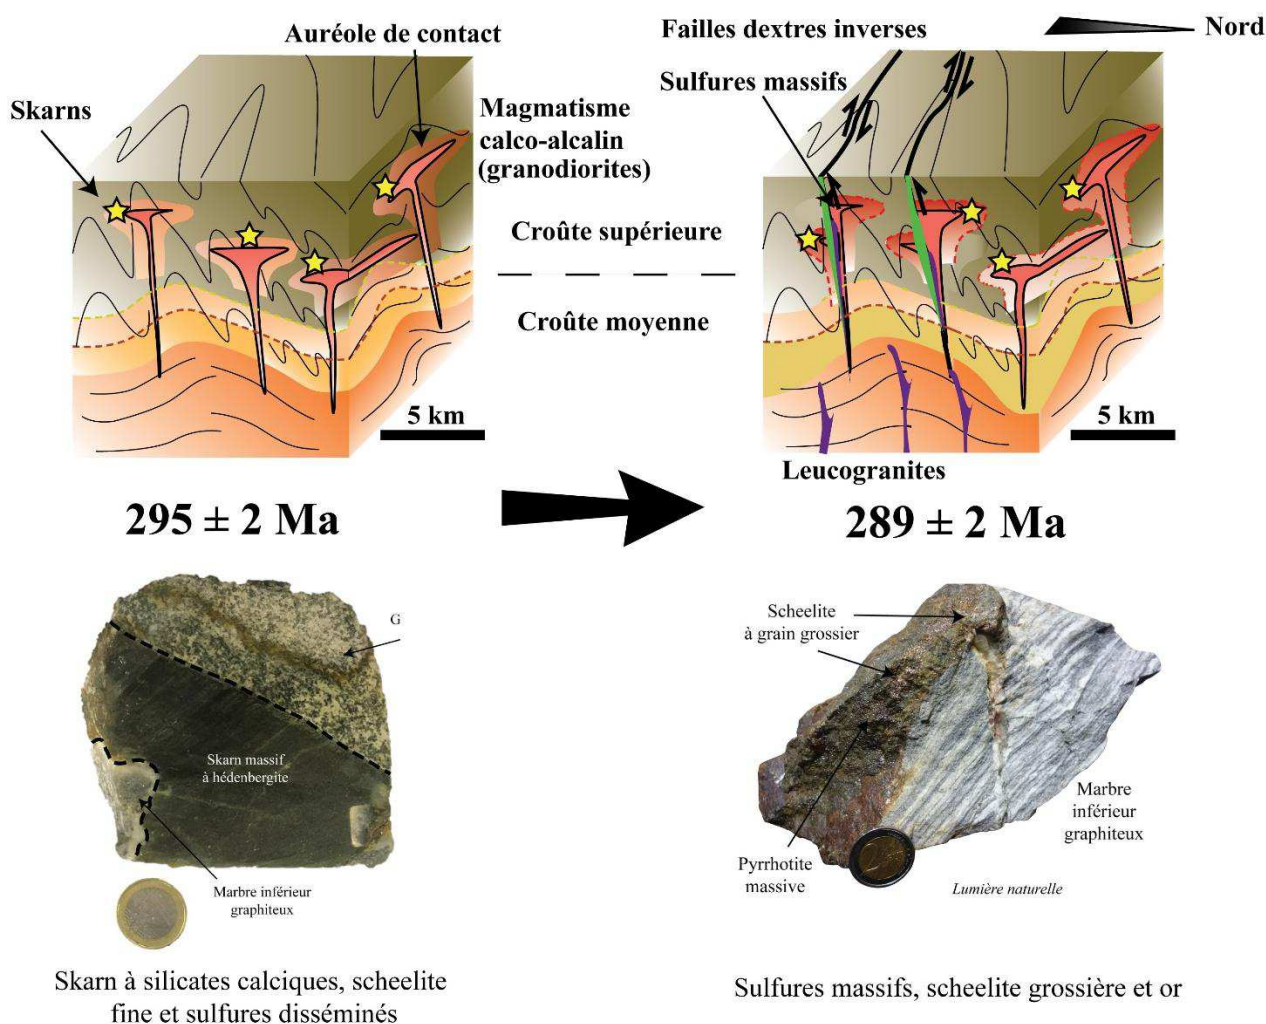 Auréole de contact
Skarns
Magmatisme
calco-alcalin
(granodiorites)
Croûte supérieure
Croûte moyenne
5 km
295 ± 2 Ma
Failles dextres inverses
Nord
Sulfures massifs
5 km
Leucogranites
289 ± 2 Ma
G
Skarn massif
à hédenbergite
Marbre inférieur
graphiteux
Skarn à silicates calciques, scheelite
fine et sulfures disséminés
Scheelite
à grain grossier
Marbre
inférieur
graphiteux
Pyrrhotite
massive
Lumière naturelle
Sulfures massifs, scheelite grossière et or